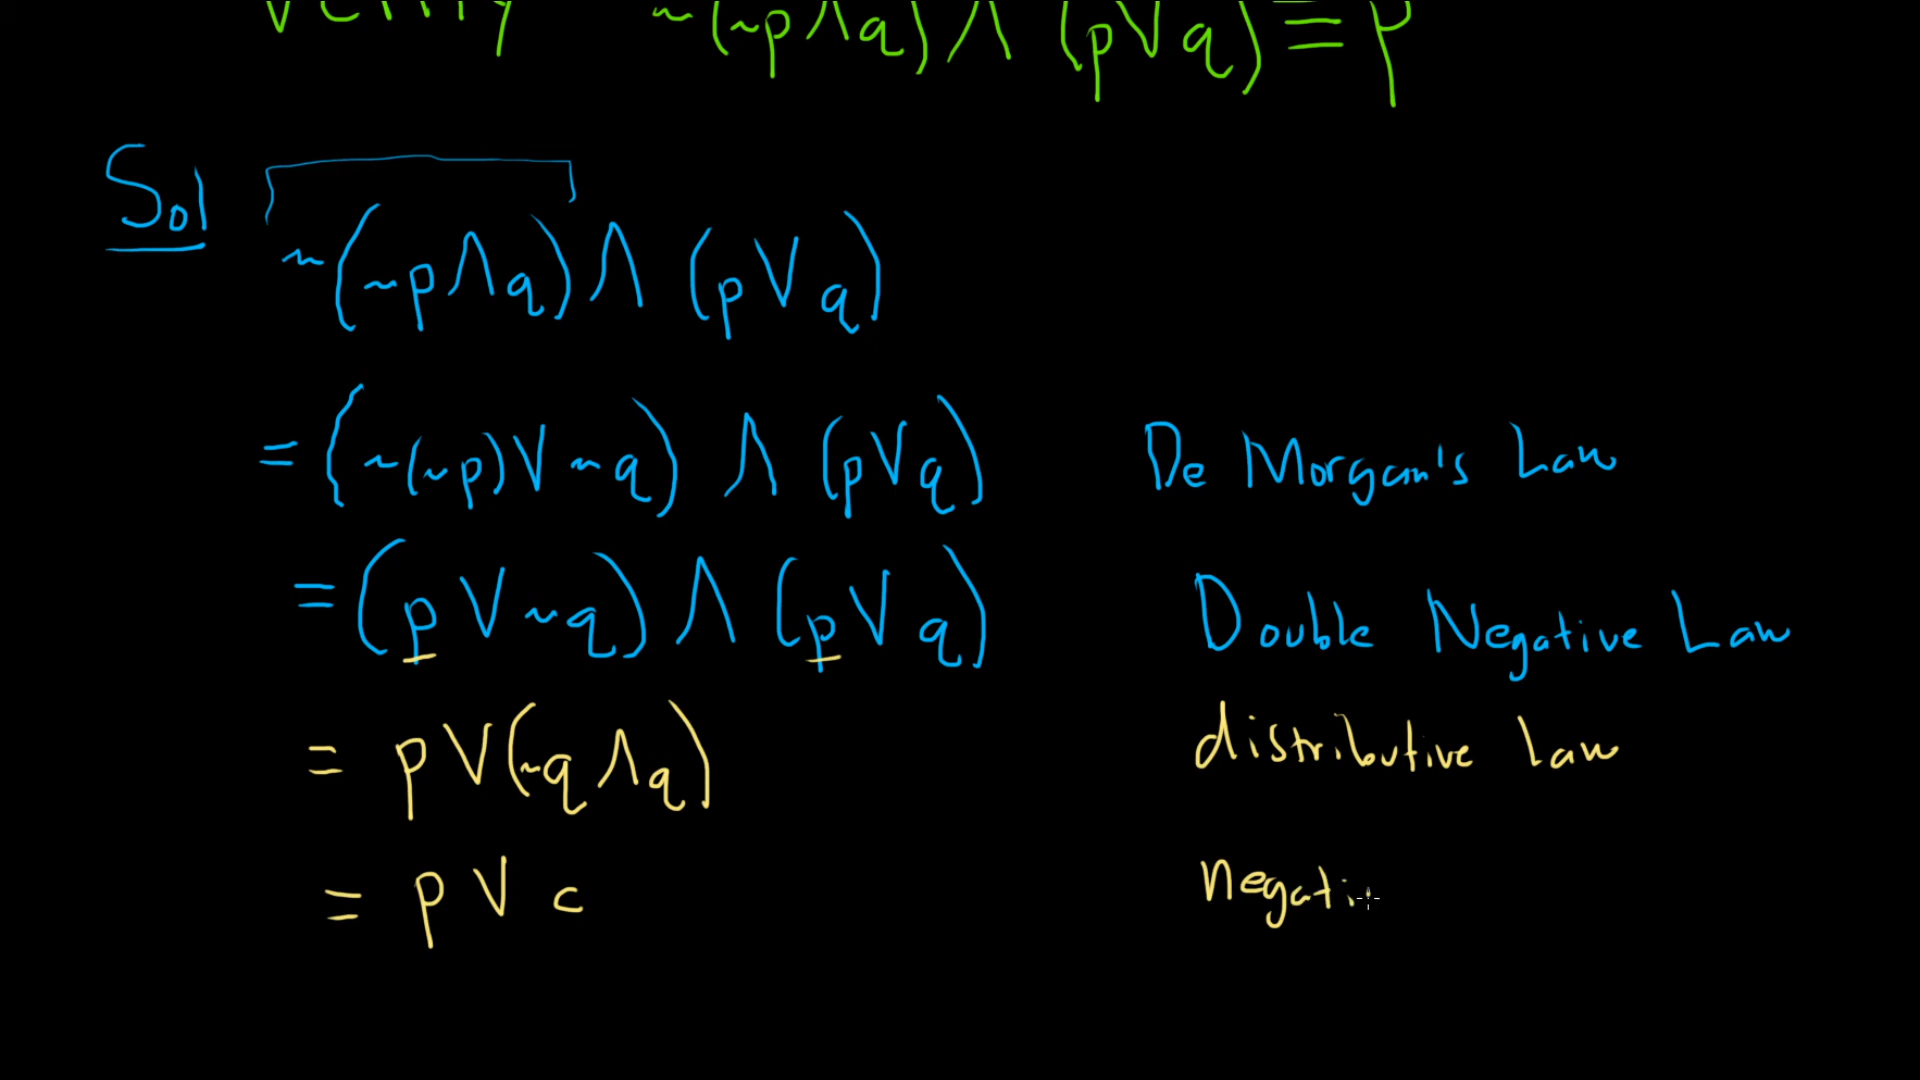 Verify ~(~p∧q)∧(p∨q)≡p
Sol
~(~p∧q)∧(p∨q)
=(~(~p)∨~q)∧(p∨q) De Morgan's Law
=(p∨~q)∧(p∨q) Double Negative Law
=p∨(~q∧q) distributive law
=p∨c negati